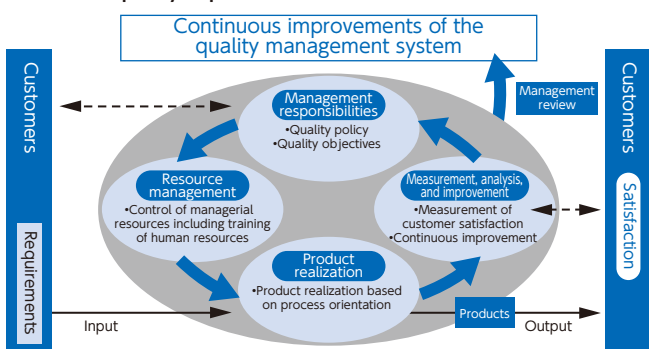 Continuous improvements of the
quality management system
Customers
Requirements
Management
responsibilities
•Quality policy
•Quality objectives
Management
review
Resource
management
•Control of managerial
resources including training
of human resources
Measurement, analysis,
and improvement
•Measurement of
customer satisfaction
•Continuous improvement
Product
realization
•Product realization based
on process orientation
Input
Products
Output
Customers
Satisfaction